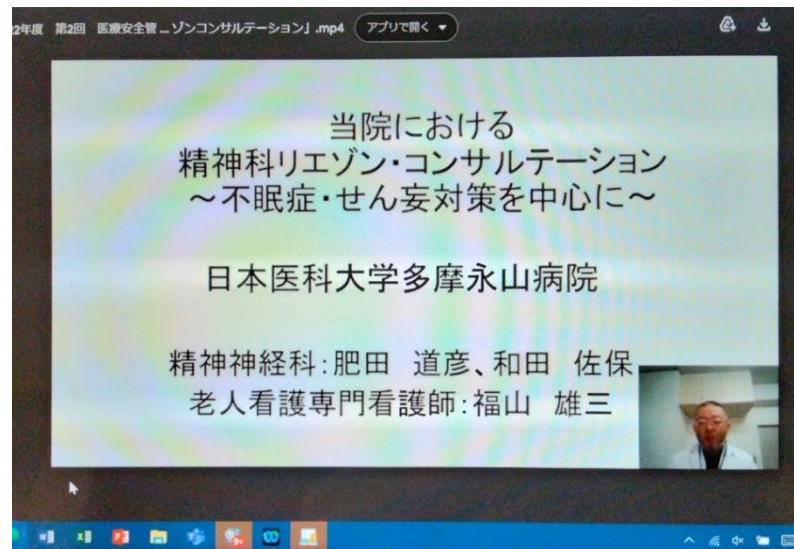 2年度 第2回 医療安全管 ... ゾンコンサルテーション」.mp4
アプリで開く
当院における
精神科リエゾン・コンサルテーション
～不眠症・せん妄対策を中心に～
日本医科大学多摩永山病院
精神神経科:肥田 道彦、和田 佐保
老人看護専門看護師:福山 雄三